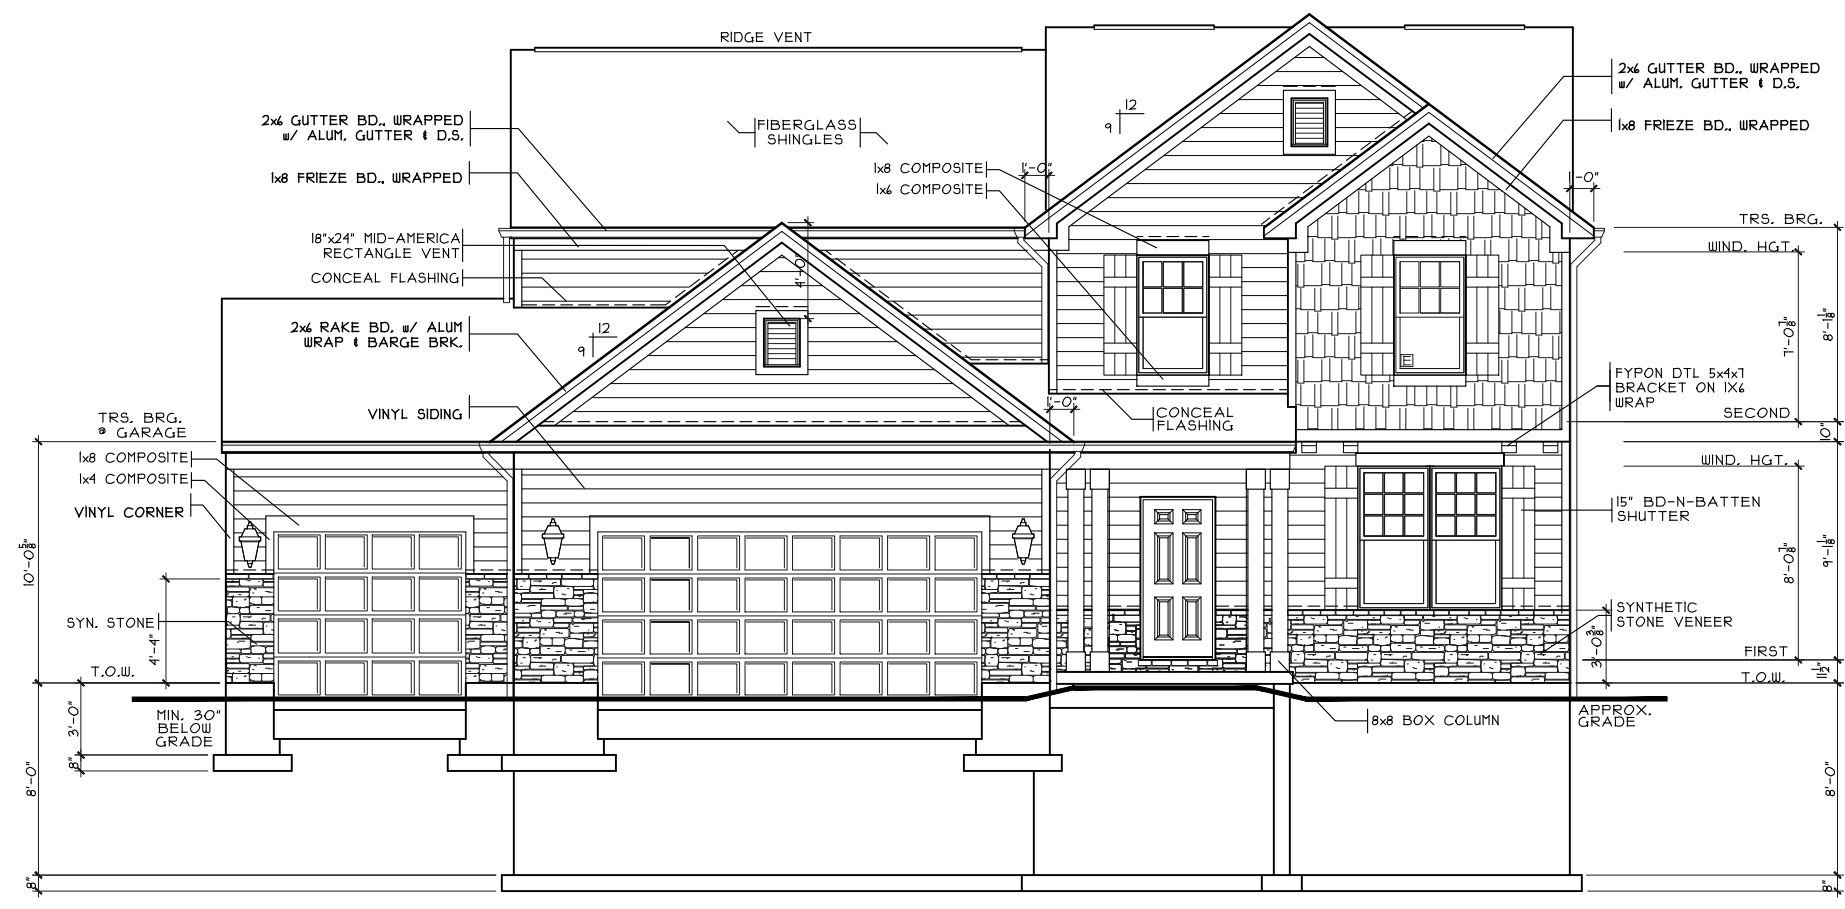 RIDGE VENT
2x6 GUTTER BD., WRAPPED
w/ ALUM. GUTTER & D.S.
1x8 FRIEZE BD., WRAPPED
2x6 GUTTER BD., WRAPPED
w/ ALUM. GUTTER & D.S.
1x8 FRIEZE BD., WRAPPED
FIBERGLASS
SHINGLES
12
9
1x8 COMPOSITE
1x6 COMPOSITE
1'-0"
-0"
18"x24" MID-AMERICA
RECTANGLE VENT
CONCEAL FLASHING
4'-0"
TRS. BRG.
WIND. HGT.
2x6 RAKE BD. w/ ALUM
WRAP & BARGE BRK.
12
9
7'-0 7/8"
8'-1 1/8"
E
FYPON DTL 5x4x7
BRACKET ON 1X6
WRAP
VINYL SIDING
1'-0"
CONCEAL
FLASHING
SECOND
10"
TRS. BRG.
@ GARAGE
1x8 COMPOSITE
1x4 COMPOSITE
VINYL CORNER
WIND. HGT.
15" BD-N-BATTEN
SHUTTER
10'-0 5/8"
8'-0 7/8"
9'-1 1/8"
SYN. STONE
4'-4"
SYNTHETIC
STONE VENEER
3'-0 3/8"
FIRST
T.O.W.
11 1/2"
T.O.W.
MIN. 30"
BELOW
GRADE
3'-0"
8"
8x8 BOX COLUMN
APPROX.
GRADE
8'-0"
8'-0"
8"
8"